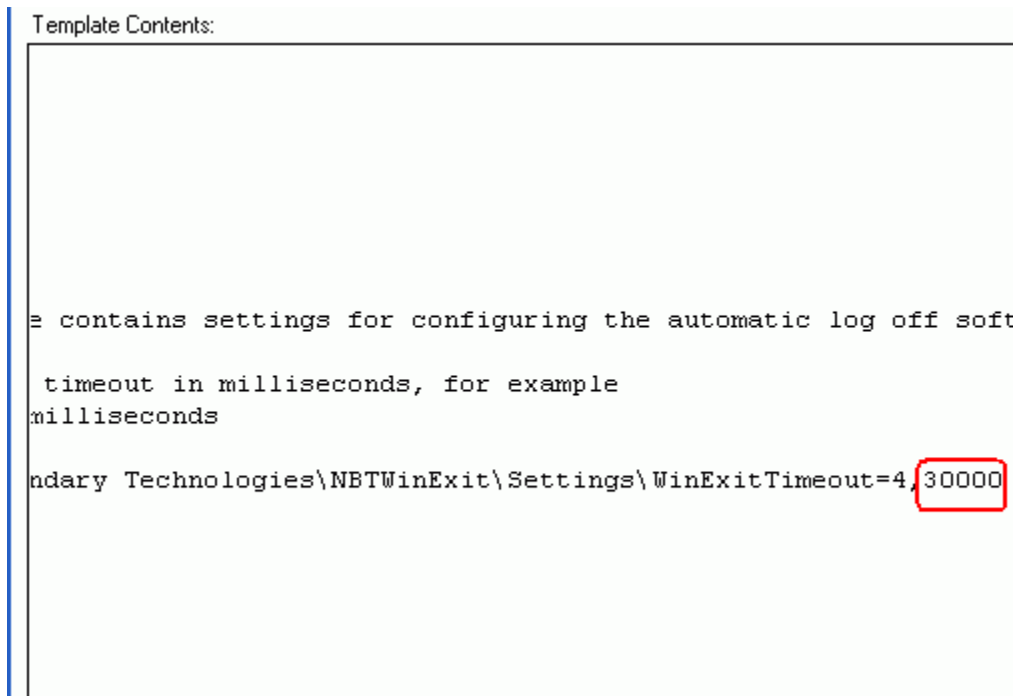 Template Contents:
e contains settings for configuring the automatic log off soft
timeout in milliseconds, for example
milliseconds
ndary Technologies\NBTWinExit\Settings\WinExitTimeout=4,30000